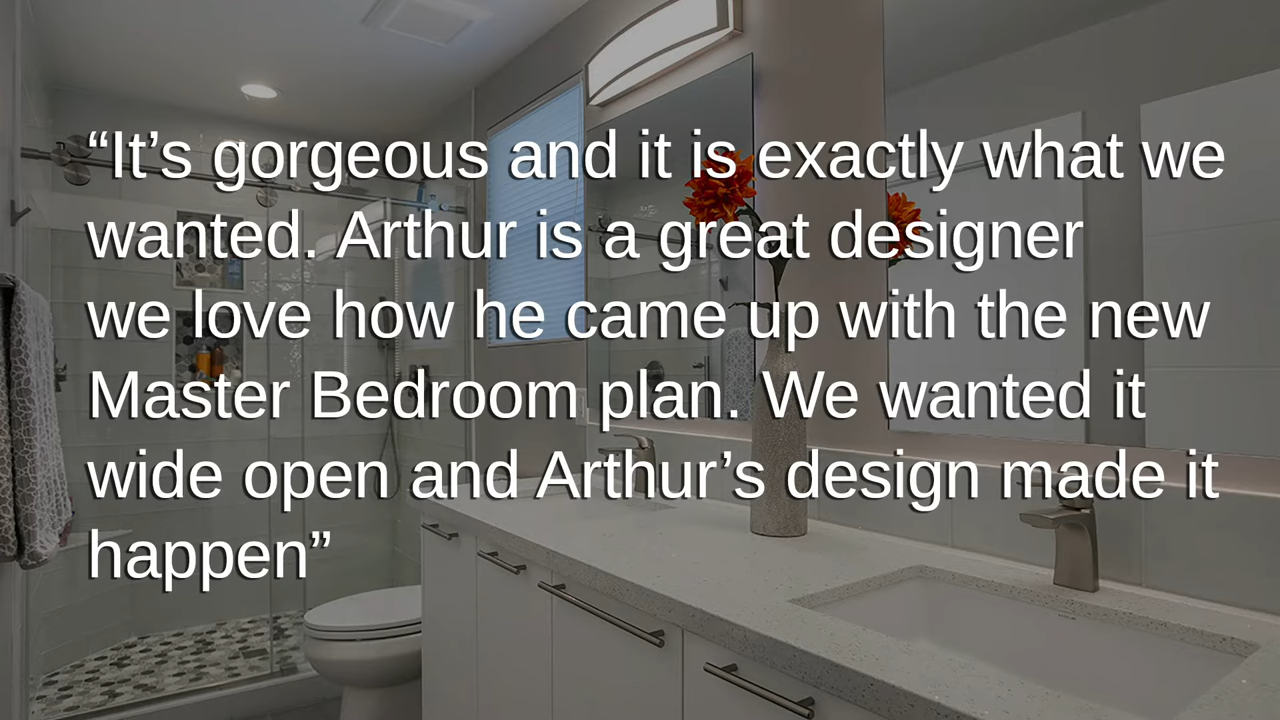 “It’s gorgeous and it is exactly what we
wanted. Arthur is a great designer
we love how he came up with the new
Master Bedroom plan. We wanted it
wide open and Arthur’s design made it
happen”